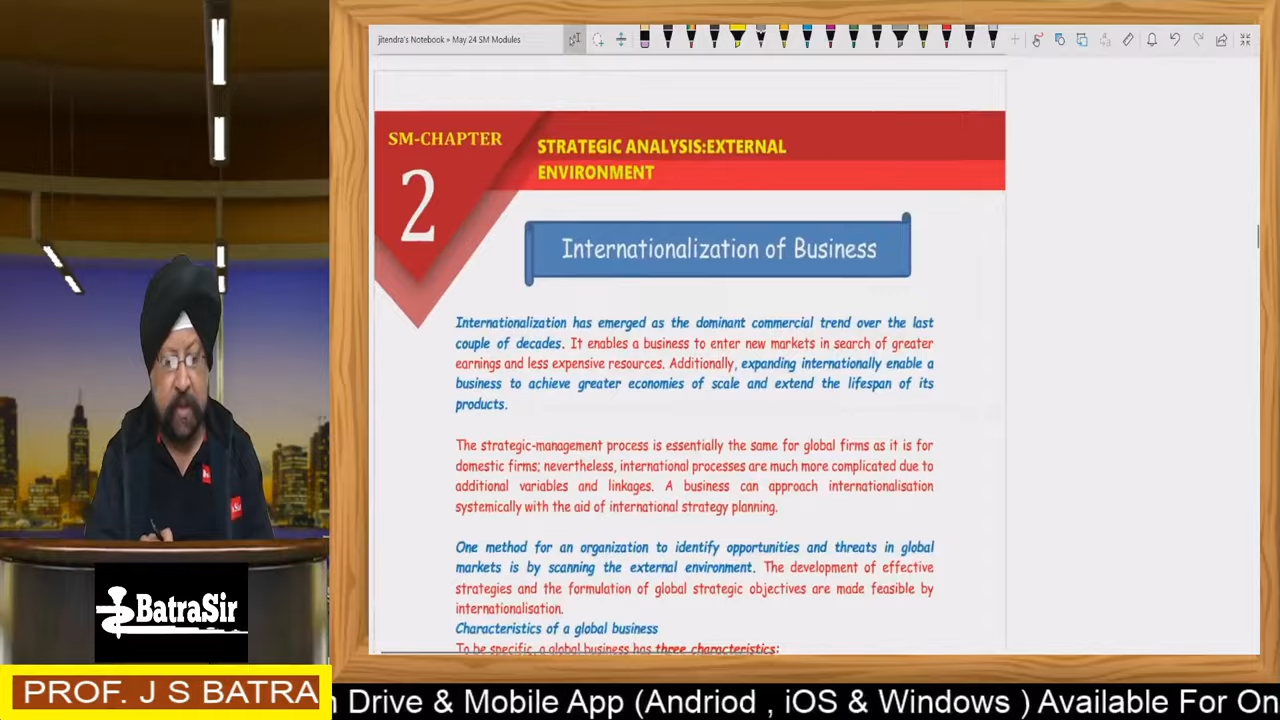 jitendra's Notebook » May 24 SM Modules
SM-CHAPTER
2
STRATEGIC ANALYSIS:EXTERNAL
ENVIRONMENT
Internationalization of Business
Internationalization has emerged as the dominant commercial trend over the last
couple of decades. It enables a business to enter new markets in search of greater
earnings and less expensive resources. Additionally, expanding internationally enable a
business to achieve greater economies of scale and extend the lifespan of its
products.
The strategic-management process is essentially the same for global firms as it is for
domestic firms; nevertheless, international processes are much more complicated due to
additional variables and linkages. A business can approach internationalisation
systemically with the aid of international strategy planning.
One method for an organization to identify opportunities and threats in global
markets is by scanning the external environment. The development of effective
strategies and the formulation of global strategic objectives are made feasible by
internationalisation.
Characteristics of a global business
To be specific, a global business has three characteristics:
BatraSir
PROF. J S BATRA
n Drive & Mobile App (Andriod , iOS & Windows ) Available For On